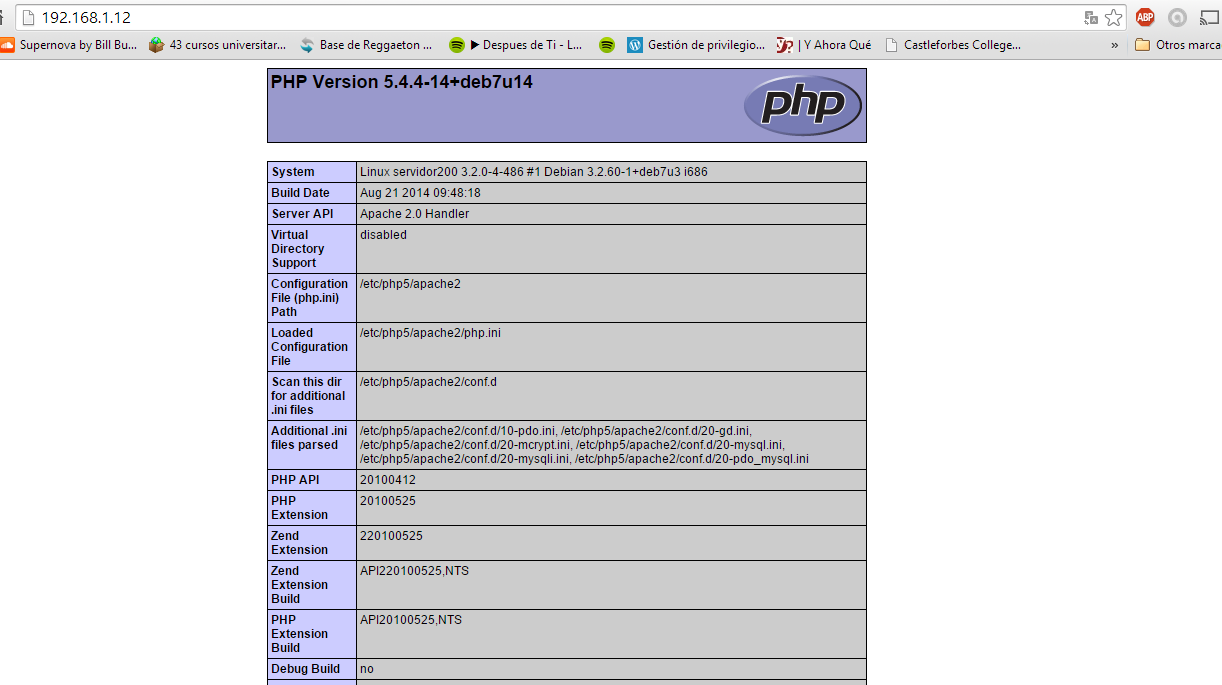 192.168.1.12
ABP
Supernova by Bill Bu...
43 cursos universitar...
Base de Reggaeton ...
▶ Despues de Ti - L...
Gestión de privilegio...
| Y Ahora Qué
Castleforbes College...
»
Otros marca
PHP Version 5.4.4-14+deb7u14
php
System
Linux servidor200 3.2.0-4-486 #1 Debian 3.2.60-1+deb7u3 i686
Build Date
Aug 21 2014 09:48:18
Server API
Apache 2.0 Handler
Virtual
Directory
Support
disabled
Configuration
File (php.ini)
Path
/etc/php5/apache2
Loaded
Configuration
File
/etc/php5/apache2/php.ini
Scan this dir
for additional
.ini files
/etc/php5/apache2/conf.d
Additional .ini
files parsed
/etc/php5/apache2/conf.d/10-pdo.ini, /etc/php5/apache2/conf.d/20-gd.ini,
/etc/php5/apache2/conf.d/20-mcrypt.ini, /etc/php5/apache2/conf.d/20-mysql.ini,
/etc/php5/apache2/conf.d/20-mysqli.ini, /etc/php5/apache2/conf.d/20-pdo_mysql.ini
PHP API
20100412
PHP
Extension
20100525
Zend
Extension
220100525
Zend
Extension
Build
API220100525,NTS
PHP
Extension
Build
API20100525,NTS
Debug Build
no